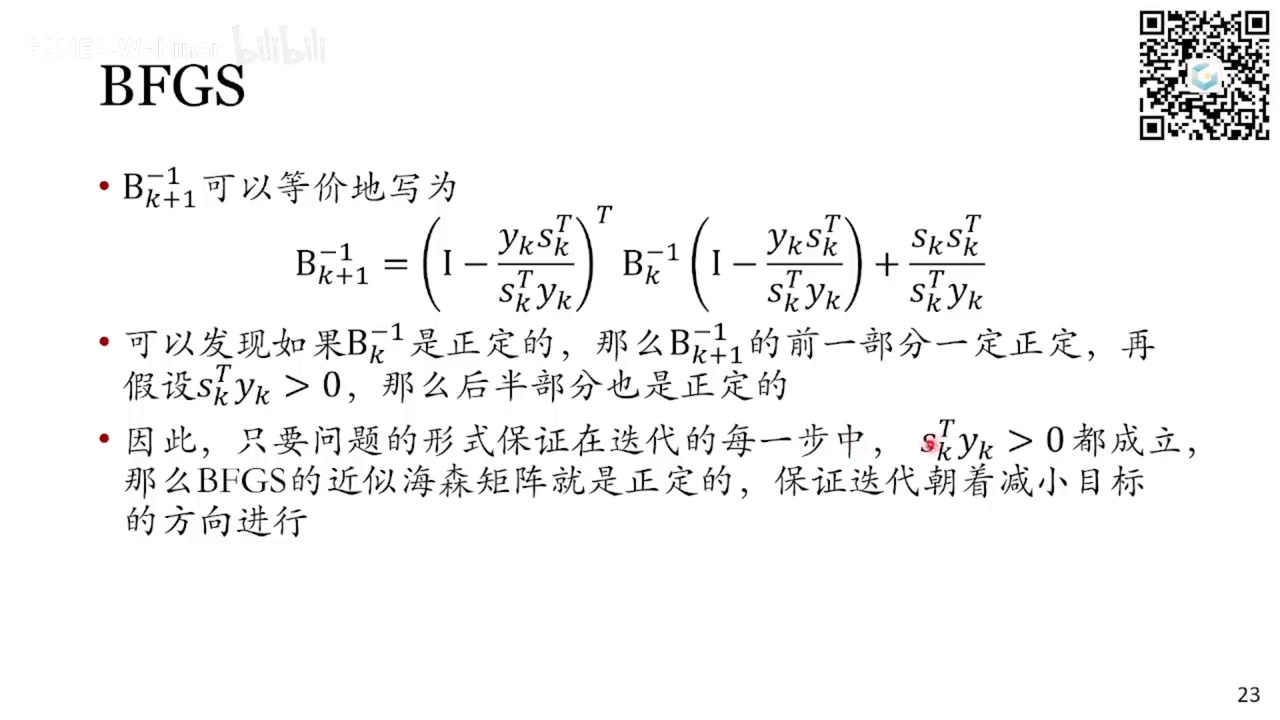 bilibili
BFGS
• B_{k+1}^{-1}可以等价地写为
B_{k+1}^{-1} = (I − \frac{y_k s_k^T}{s_k^T y_k})^T B_k^{-1} (I − \frac{y_k s_k^T}{s_k^T y_k}) + \frac{s_k s_k^T}{s_k^T y_k}
• 可以发现如果B_k^{-1}是正定的，那么B_{k+1}^{-1}的前一部分一定正定，再
假设s_k^T y_k > 0，那么后半部分也是正定的
• 因此，只要问题的形式保证在迭代的每一步中， s_k^T y_k > 0 都成立，
那么BFGS的近似海森矩阵就是正定的，保证迭代朝着减小目标
的方向进行
23